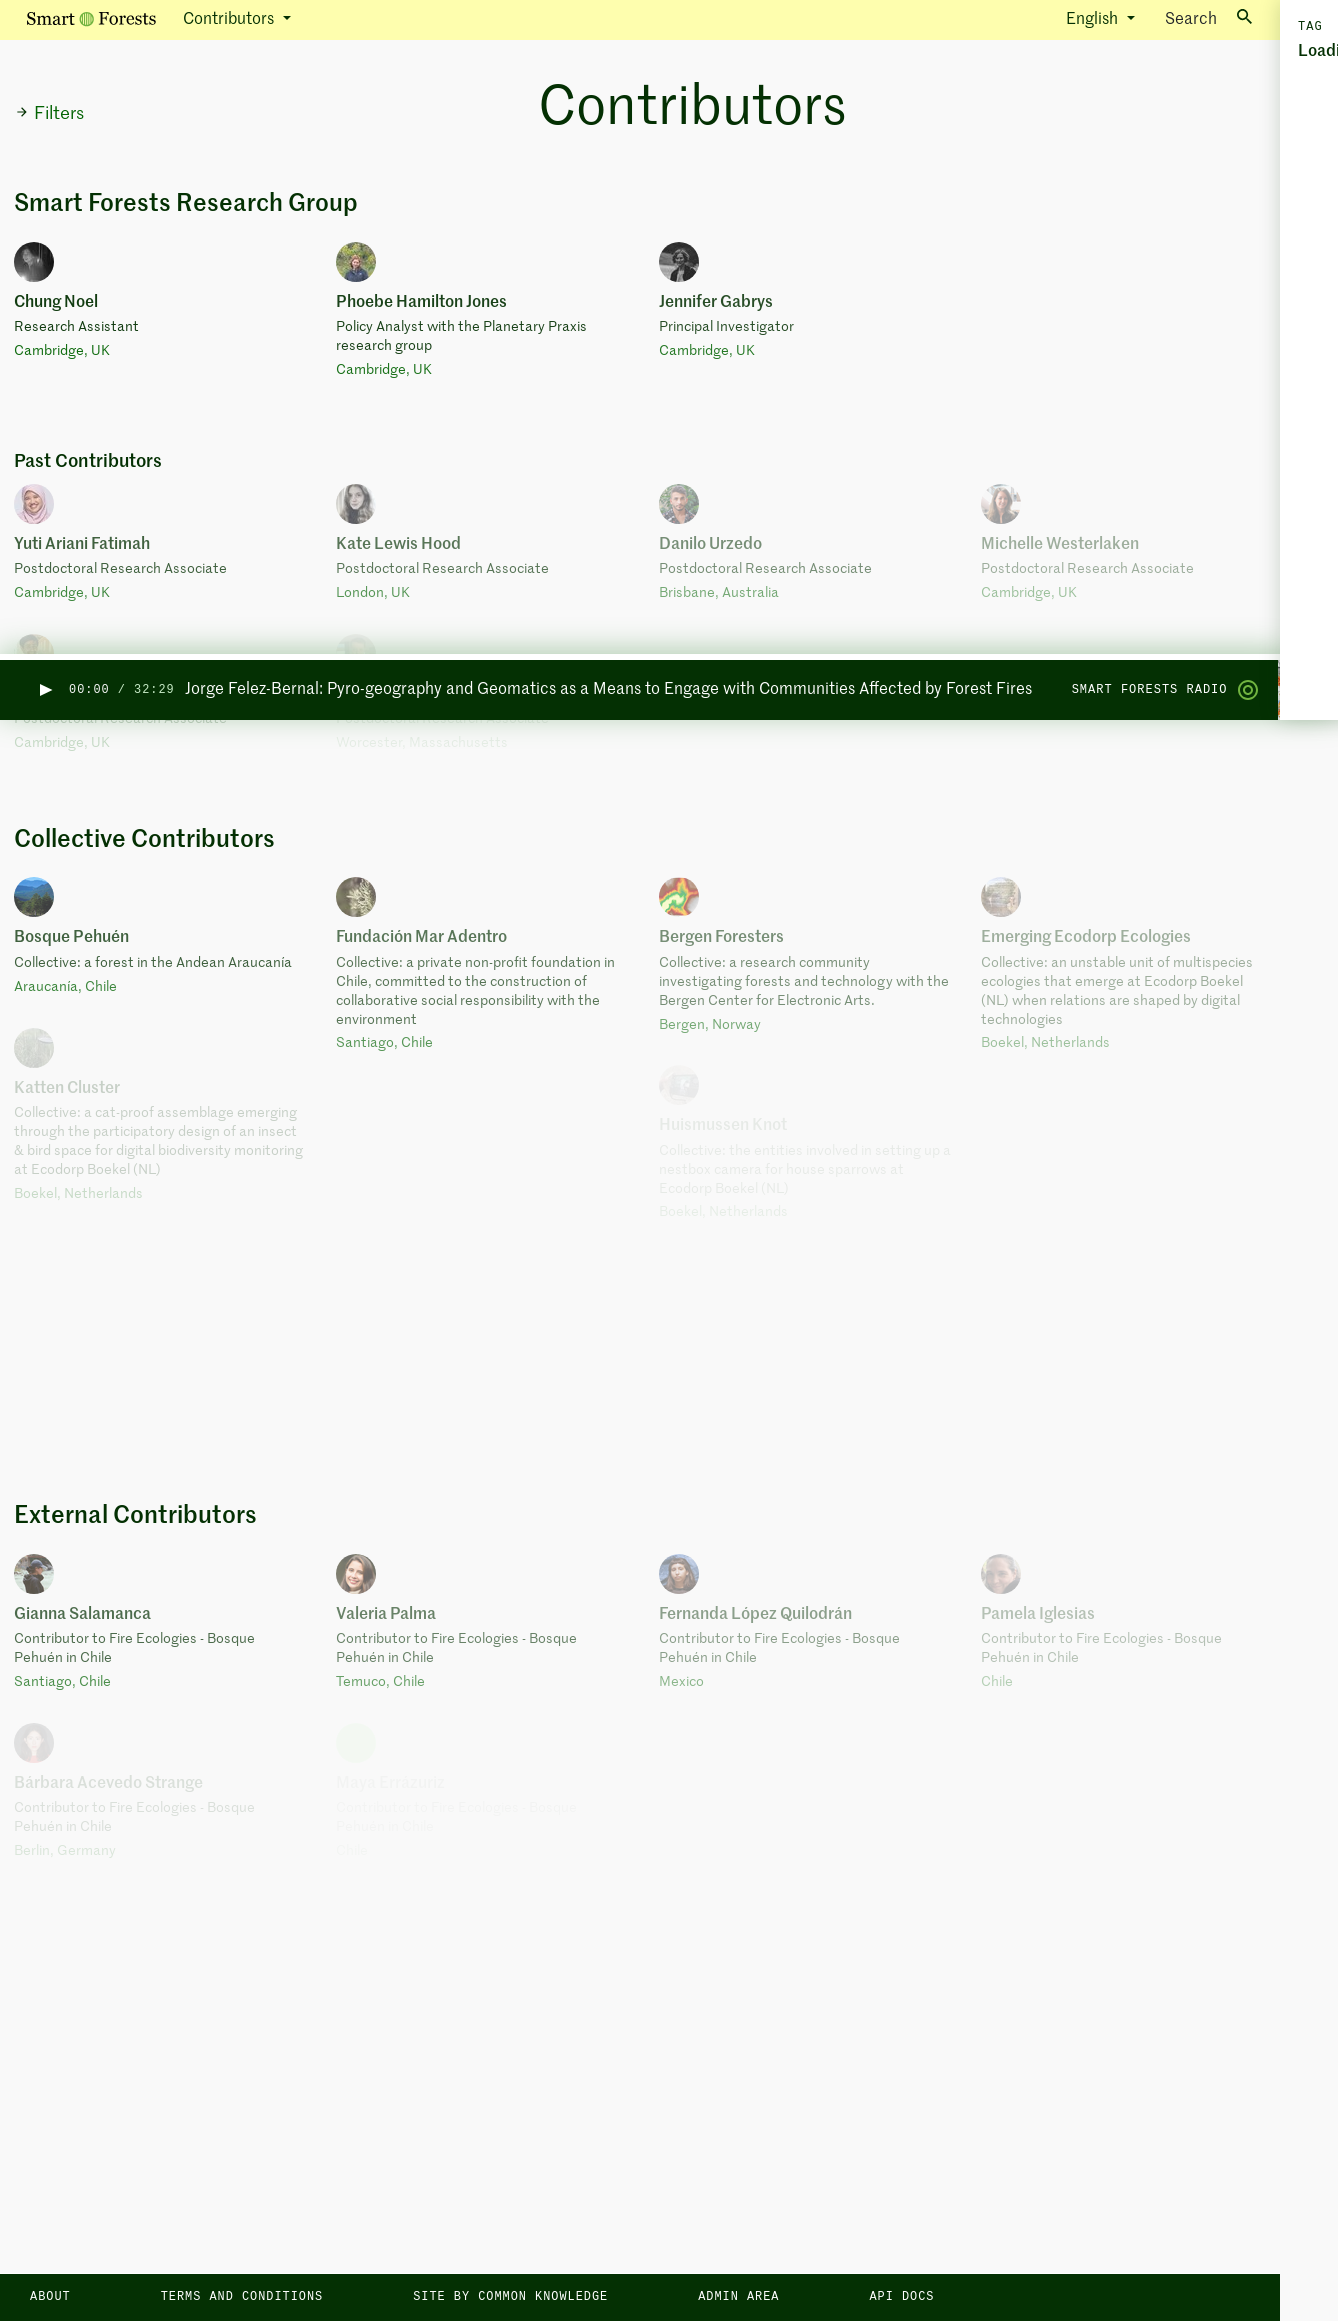 Smart Forests
Contributors
English
Search
TAG
Loadi
Filters
Contributors
Smart Forests Research Group
Chung Noel
Research Assistant
Cambridge, UK
Phoebe Hamilton Jones
Policy Analyst with the Planetary Praxis
research group
Cambridge, UK
Jennifer Gabrys
Principal Investigator
Cambridge, UK
Past Contributors
Yuti Ariani Fatimah
Postdoctoral Research Associate
Cambridge, UK
Kate Lewis Hood
Postdoctoral Research Associate
London, UK
Danilo Urzedo
Postdoctoral Research Associate
Brisbane, Australia
Michelle Westerlaken
Postdoctoral Research Associate
Cambridge, UK
00:00 / 32:29
Jorge Felez-Bernal: Pyro-geography and Geomatics as a Means to Engage with Communities Affected by Forest Fires
SMART FORESTS RADIO
Postdoctoral Research Associate
Cambridge, UK
Postdoctoral Research Associate
Worcester, Massachusetts
Collective Contributors
Bosque Pehuén
Collective: a forest in the Andean Araucanía
Araucanía, Chile
Fundación Mar Adentro
Collective: a private non-profit foundation in
Chile, committed to the construction of
collaborative social responsibility with the
environment
Santiago, Chile
Bergen Foresters
Collective: a research community
investigating forests and technology with the
Bergen Center for Electronic Arts.
Bergen, Norway
Emerging Ecodorp Ecologies
Collective: an unstable unit of multispecies
ecologies that emerge at Ecodorp Boekel
(NL) when relations are shaped by digital
technologies
Boekel, Netherlands
Katten Cluster
Collective: a cat-proof assemblage emerging
through the participatory design of an insect
& bird space for digital biodiversity monitoring
at Ecodorp Boekel (NL)
Boekel, Netherlands
Huismussen Knot
Collective: the entities involved in setting up a
nestbox camera for house sparrows at
Ecodorp Boekel (NL)
Boekel, Netherlands
External Contributors
Gianna Salamanca
Contributor to Fire Ecologies - Bosque
Pehuén in Chile
Santiago, Chile
Valeria Palma
Contributor to Fire Ecologies - Bosque
Pehuén in Chile
Temuco, Chile
Fernanda López Quilodrán
Contributor to Fire Ecologies - Bosque
Pehuén in Chile
Mexico
Pamela Iglesias
Contributor to Fire Ecologies - Bosque
Pehuén in Chile
Chile
Bárbara Acevedo Strange
Contributor to Fire Ecologies - Bosque
Pehuén in Chile
Berlin, Germany
Maya Errázuriz
Contributor to Fire Ecologies - Bosque
Pehuén in Chile
Chile
ABOUT
TERMS AND CONDITIONS
SITE BY COMMON KNOWLEDGE
ADMIN AREA
API DOCS